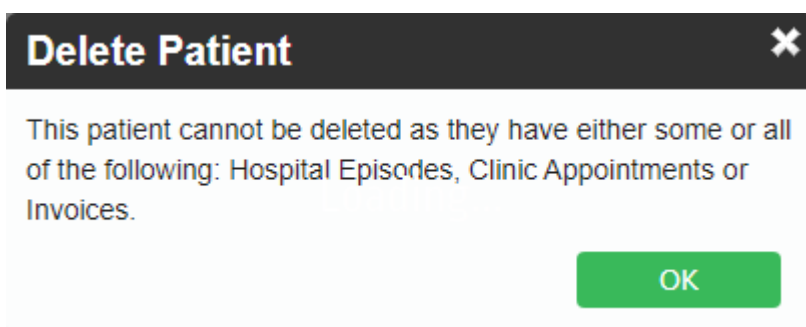 Delete Patient
This patient cannot be deleted as they have either some or all
of the following: Hospital Episodes, Clinic Appointments or
Invoices.
OK